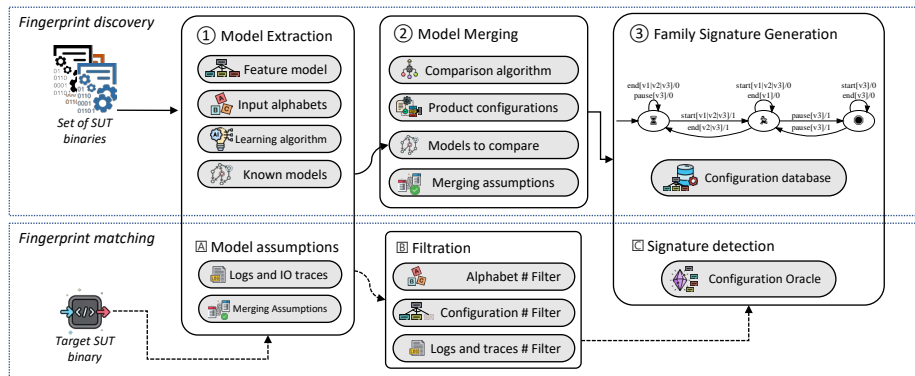 Fingerprint discovery
Set of SUT
binaries
① Model Extraction
Feature model
Input alphabets
Learning algorithm
Known models
② Model Merging
Comparison algorithm
Product configurations
Models to compare
Merging assumptions
③ Family Signature Generation
end[v1|v2|v3]/0
pause[v3]/0
start[v1|v2|v3]/0
end[v1]/0
start[v3]/0
end[v3]/0
start[v1|v2|v3]/1
end[v2|v3]/1
pause[v3]/1
pause[v3]/1
Configuration database
Fingerprint matching
Target SUT
binary
A Model assumptions
Logs and IO traces
Merging Assumptions
B Filtration
Alphabet # Filter
Configuration # Filter
Logs and traces # Filter
C Signature detection
Configuration Oracle